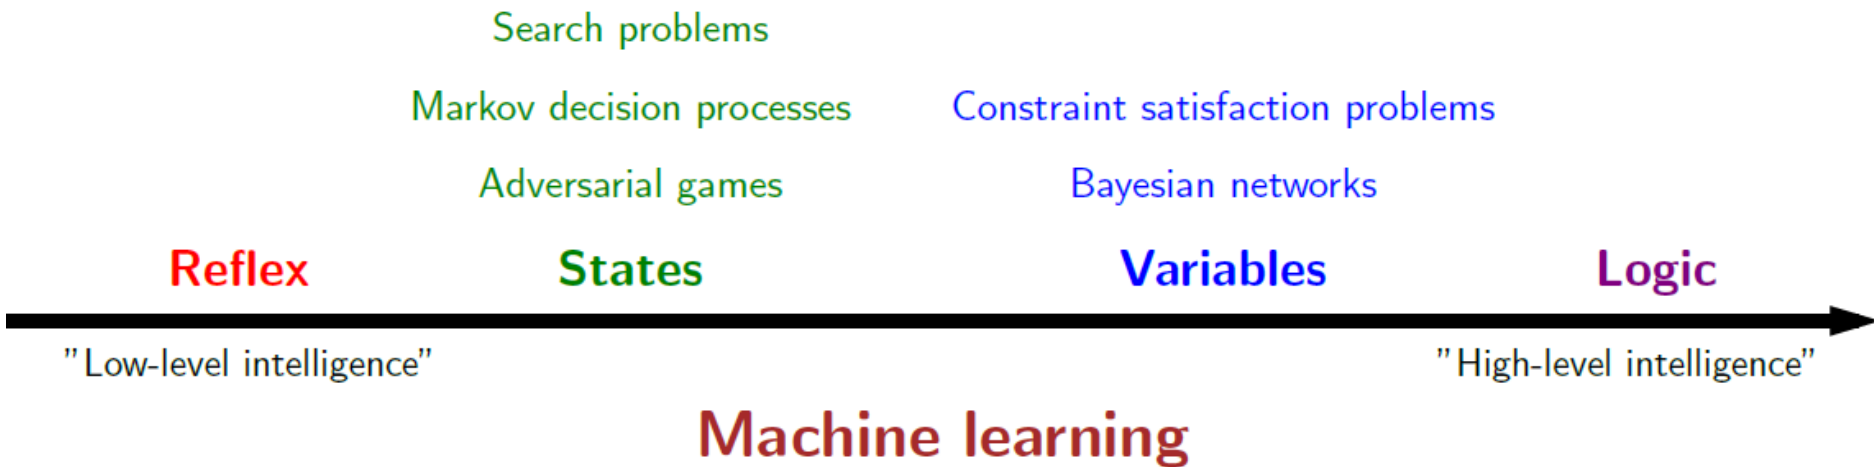 Search problems
Markov decision processes Constraint satisfaction problems
Adversarial games Bayesian networks
Reflex States Variables Logic
"Low-level intelligence" "High-level intelligence"
Machine learning